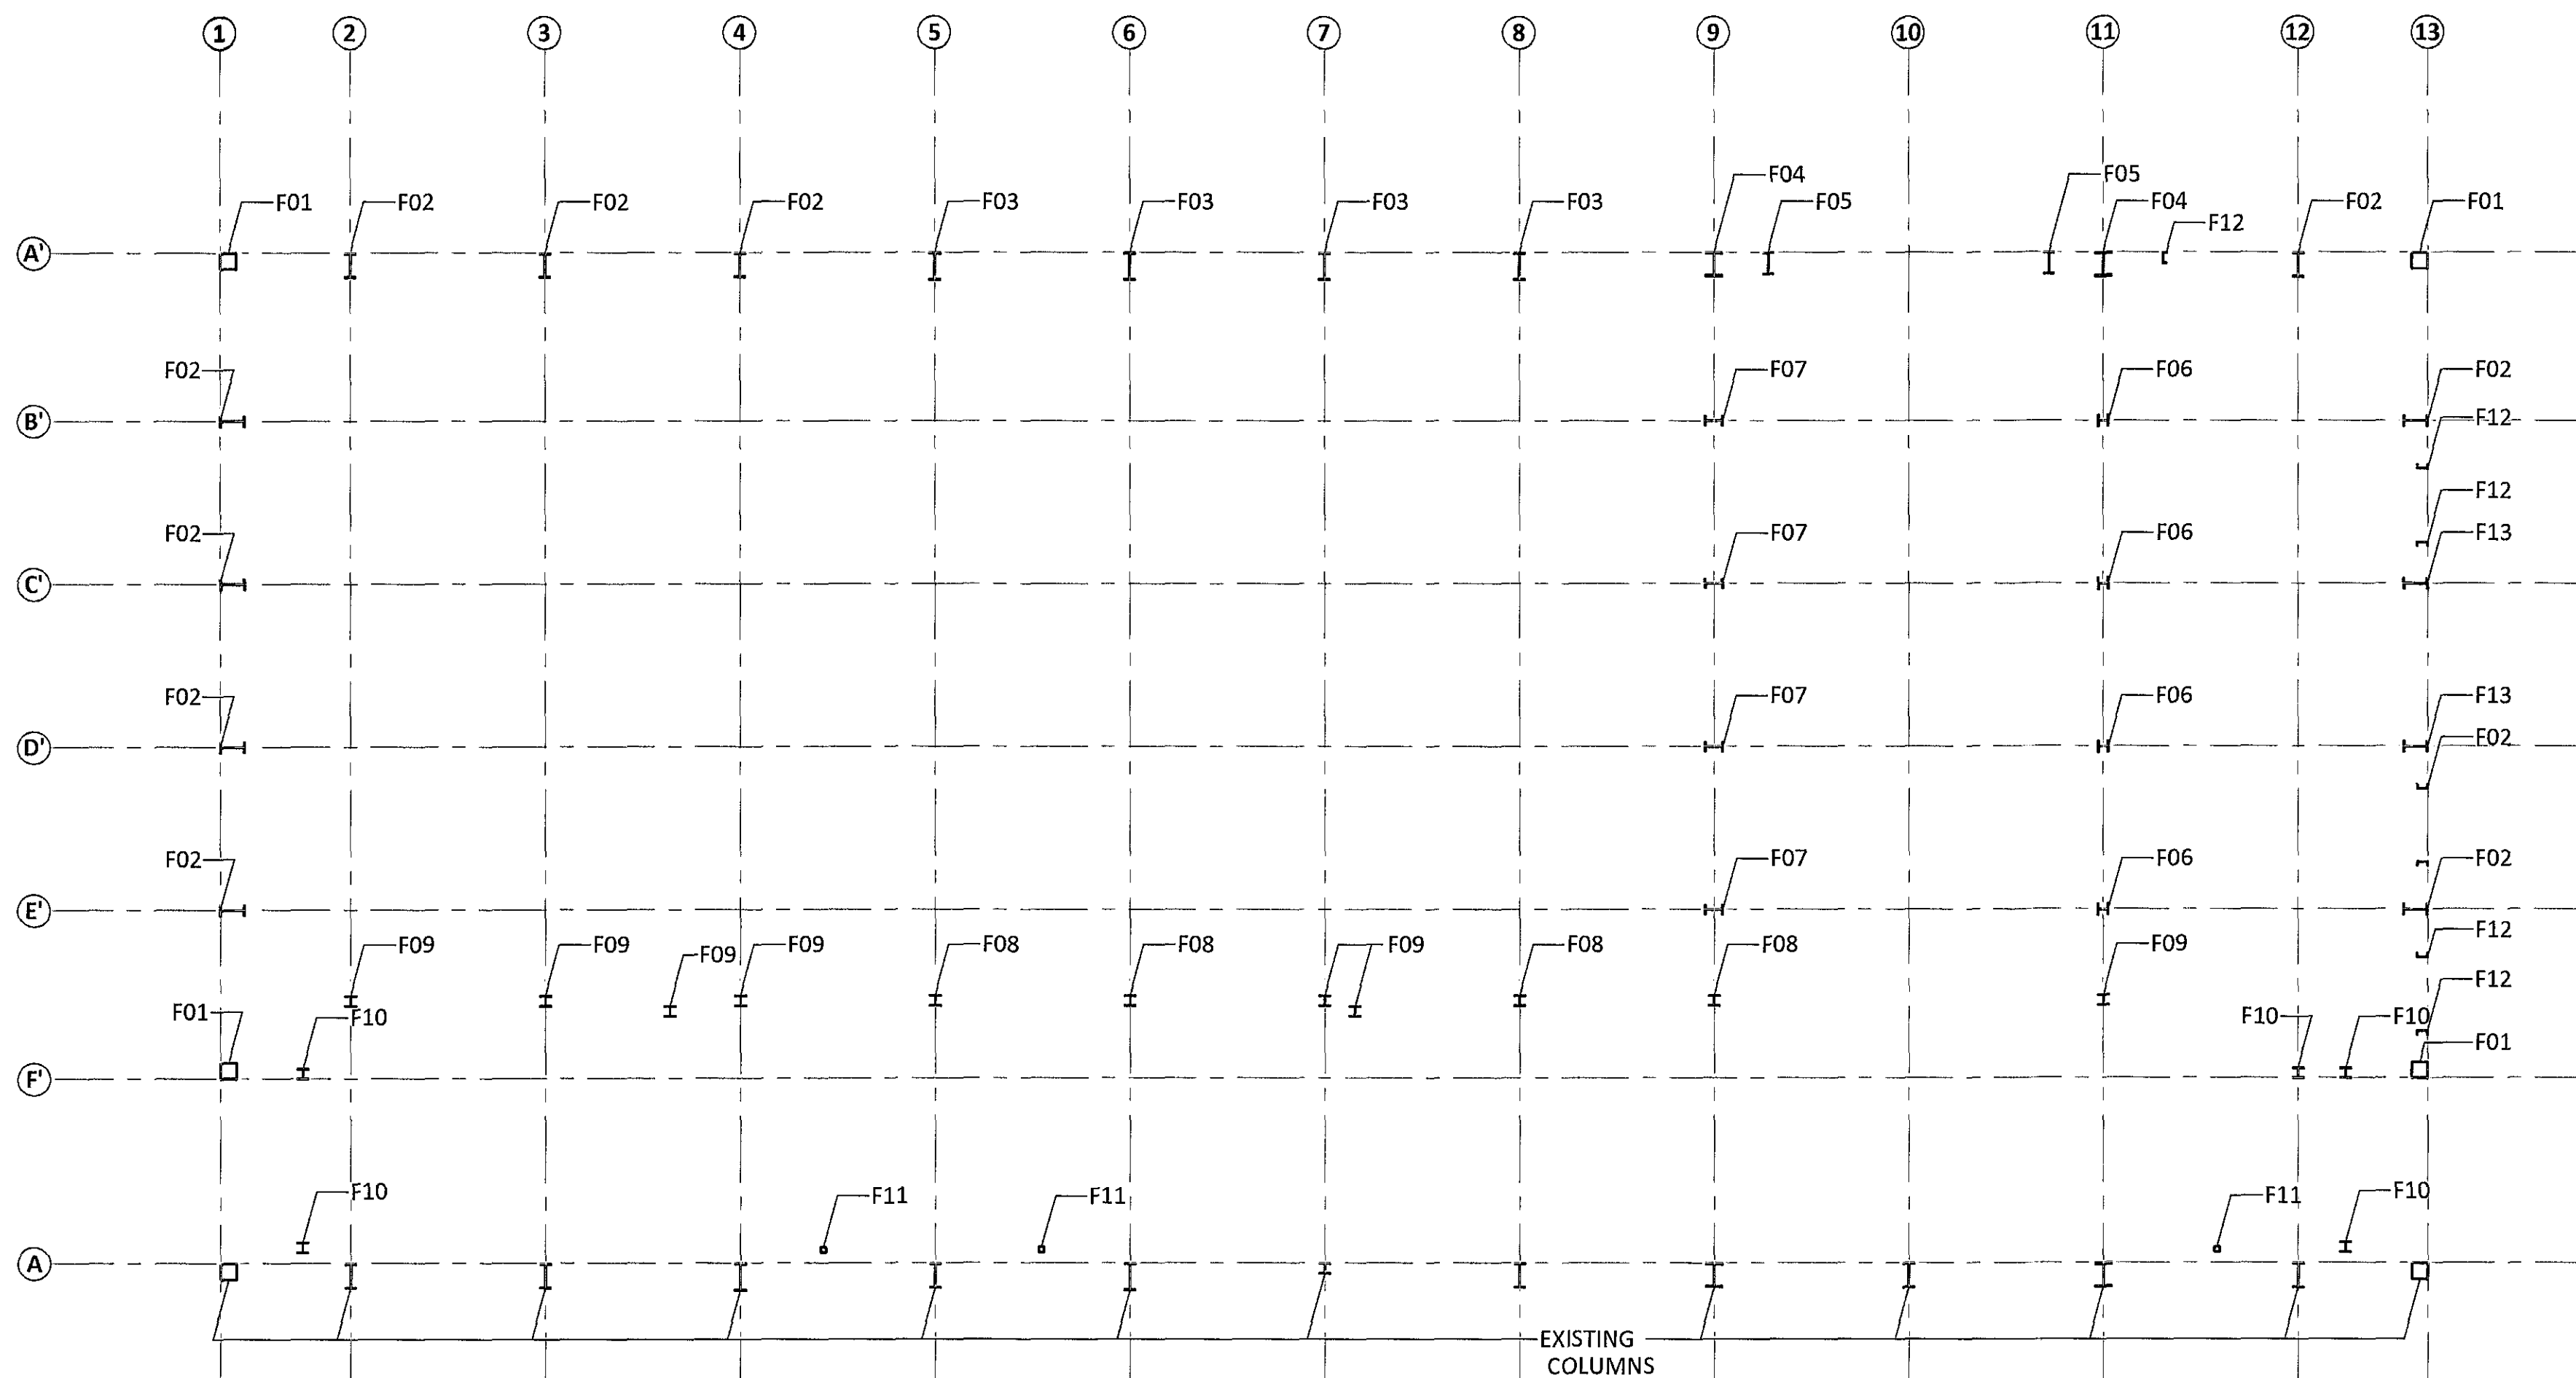 1 2 3 4 5 6 7 8 9 10 11 12 13
F04 F05
F01 F02 F02 F02 F03 F03 F03 F03 F05 F04 F02 F01
F12
A'
F02 F07 F06 F02
F12
B'
F12
F02 F07 F06 F13
C'
F02 F07 F06 F13
F02
D'
F02 F07 F06 F02
E'
F09 F09 F09 F09 F08 F08 F09 F08 F08 F09 F12
F12
F01 F10 F10 F10
F01
F'
F10 F11 F11 F11 F10
A
EXISTING
COLUMNS